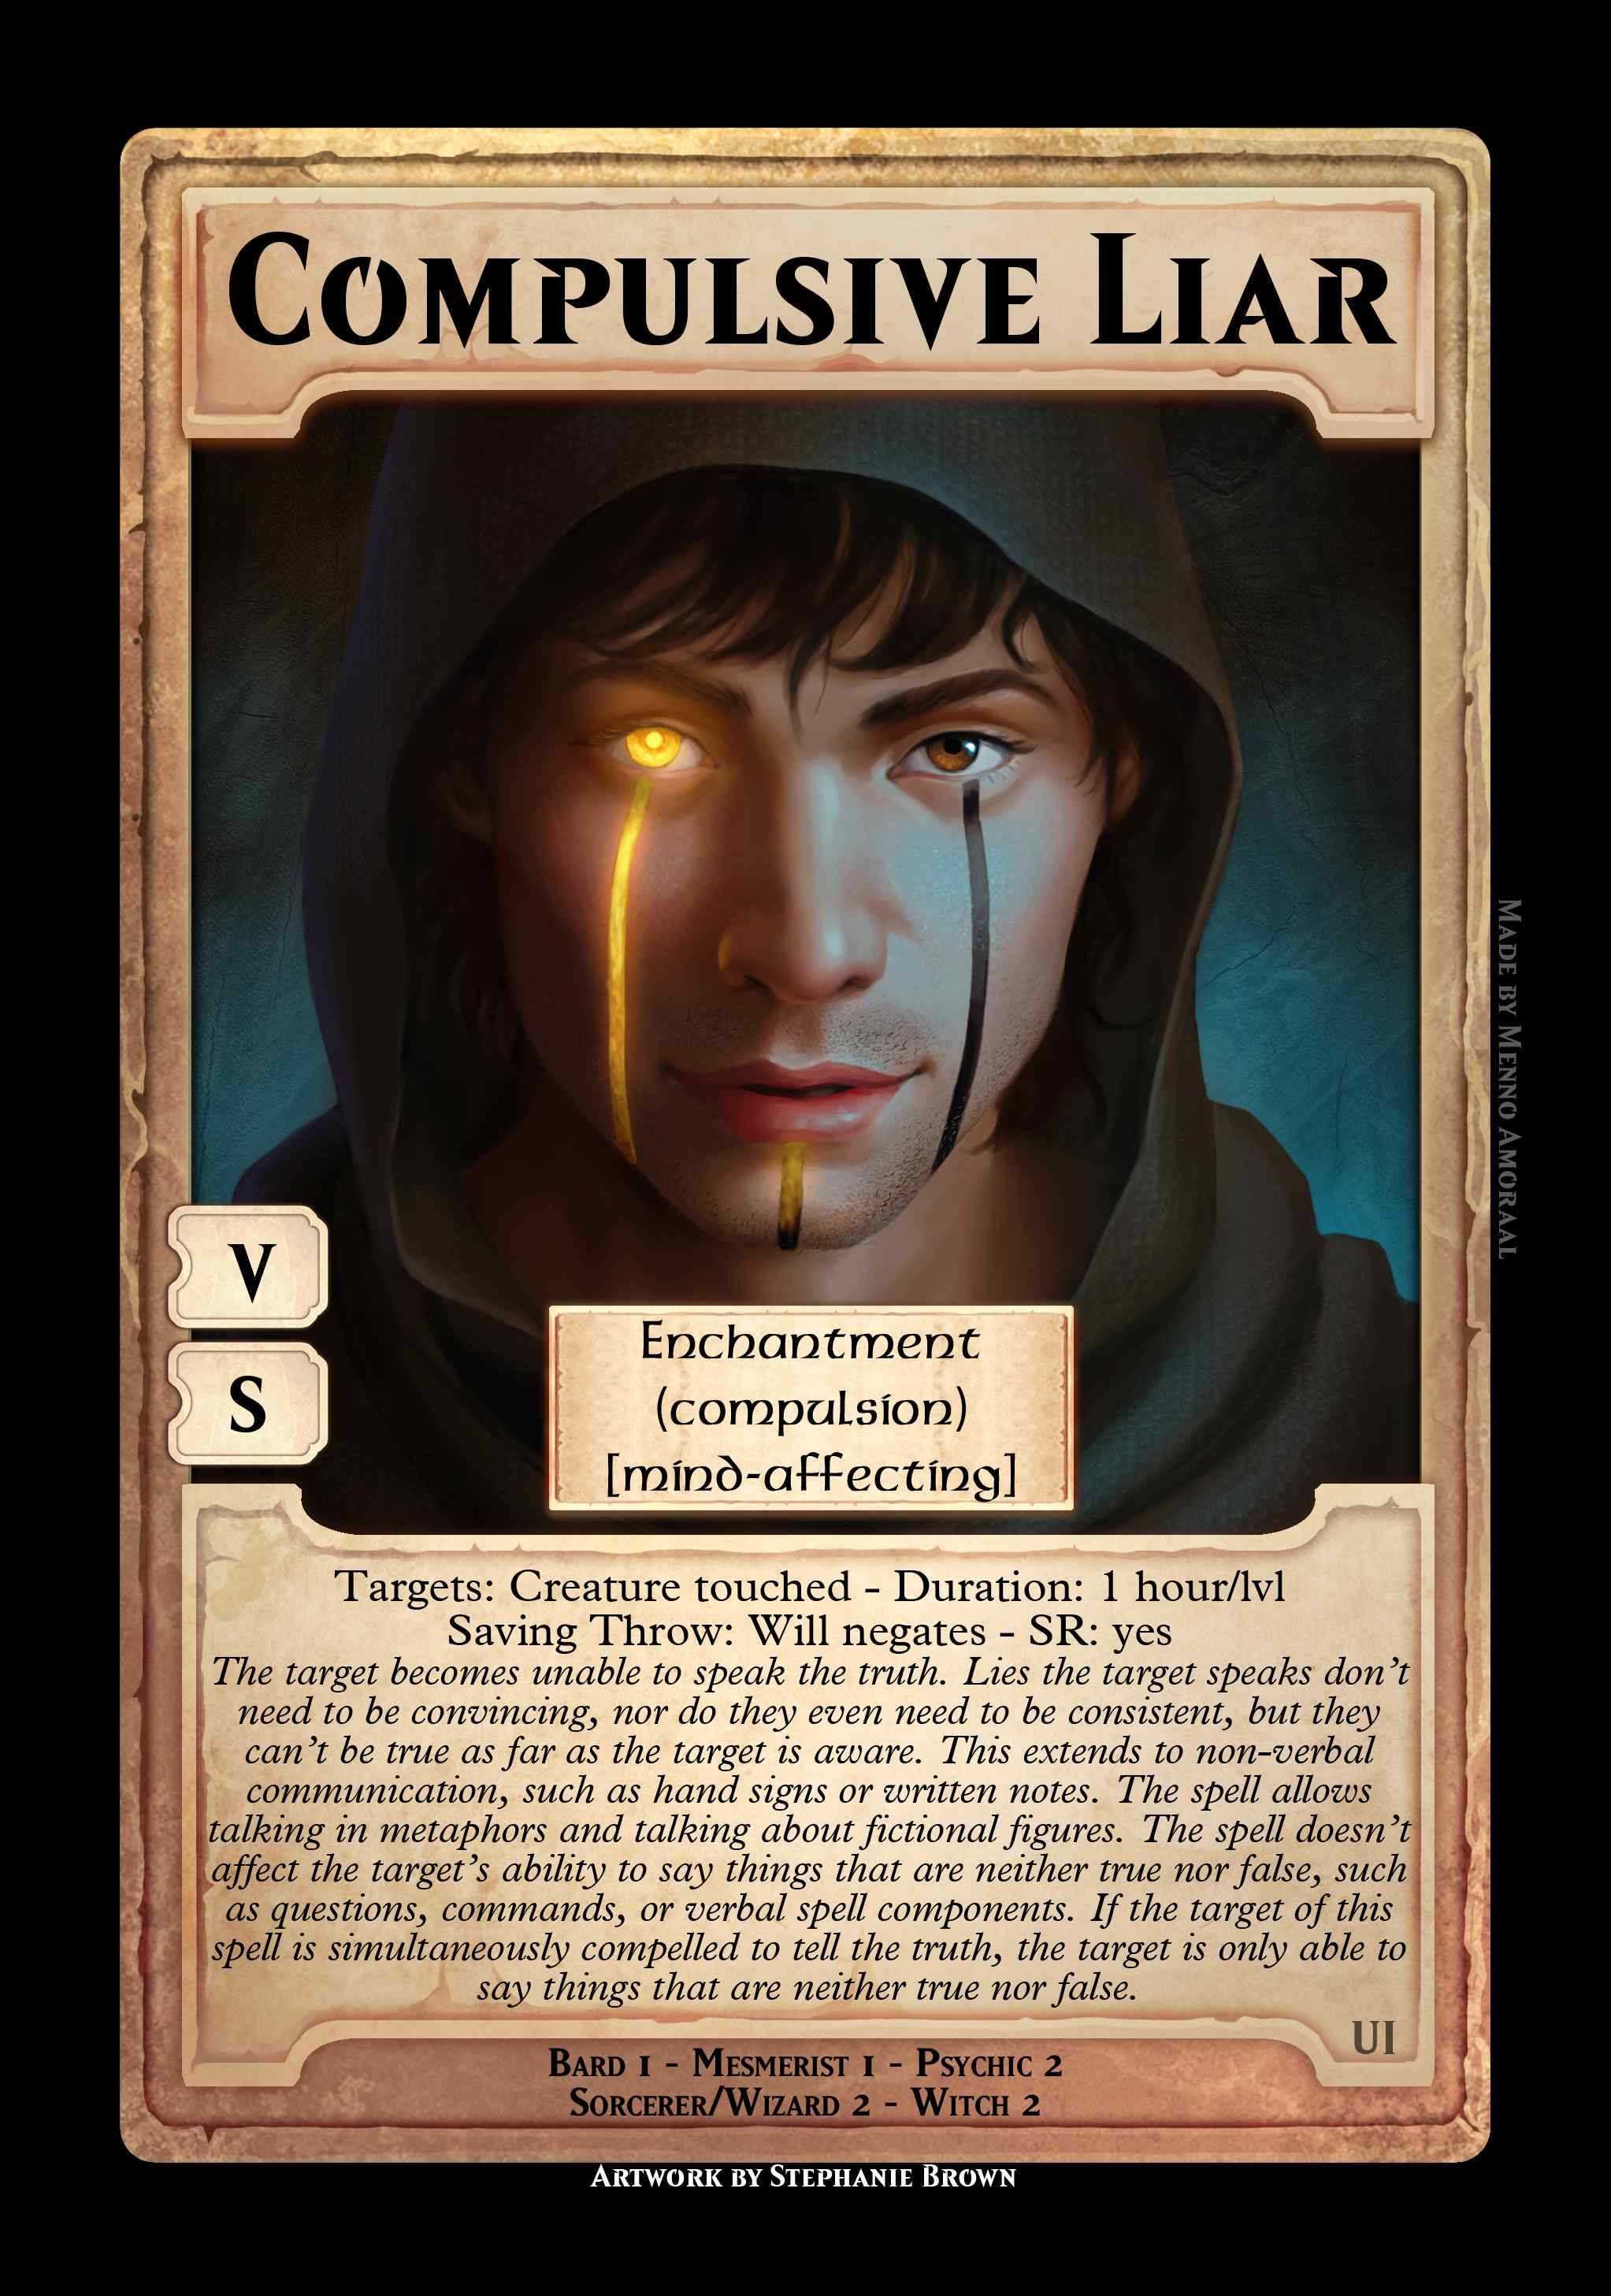 Compulsive Liar
Made by Menno Amoraal
V
S
Enchantment
(compulsion)
[mind-affecting]
Targets: Creature touched - Duration: 1 hour/lvl
Saving Throw: Will negates - SR: yes
The target becomes unable to speak the truth. Lies the target speaks don't
need to be convincing, nor do they even need to be consistent, but they
can't be true as far as the target is aware. This extends to non-verbal
communication, such as hand signs or written notes. The spell allows
talking in metaphors and talking about fictional figures. The spell doesn't
affect the target's ability to say things that are neither true nor false, such
as questions, commands, or verbal spell components. If the target of this
spell is simultaneously compelled to tell the truth, the target is only able to
say things that are neither true nor false.
UI
Bard 1 - Mesmerist 1 - Psychic 2
Sorcerer/Wizard 2 - Witch 2
Artwork by Stephanie Brown